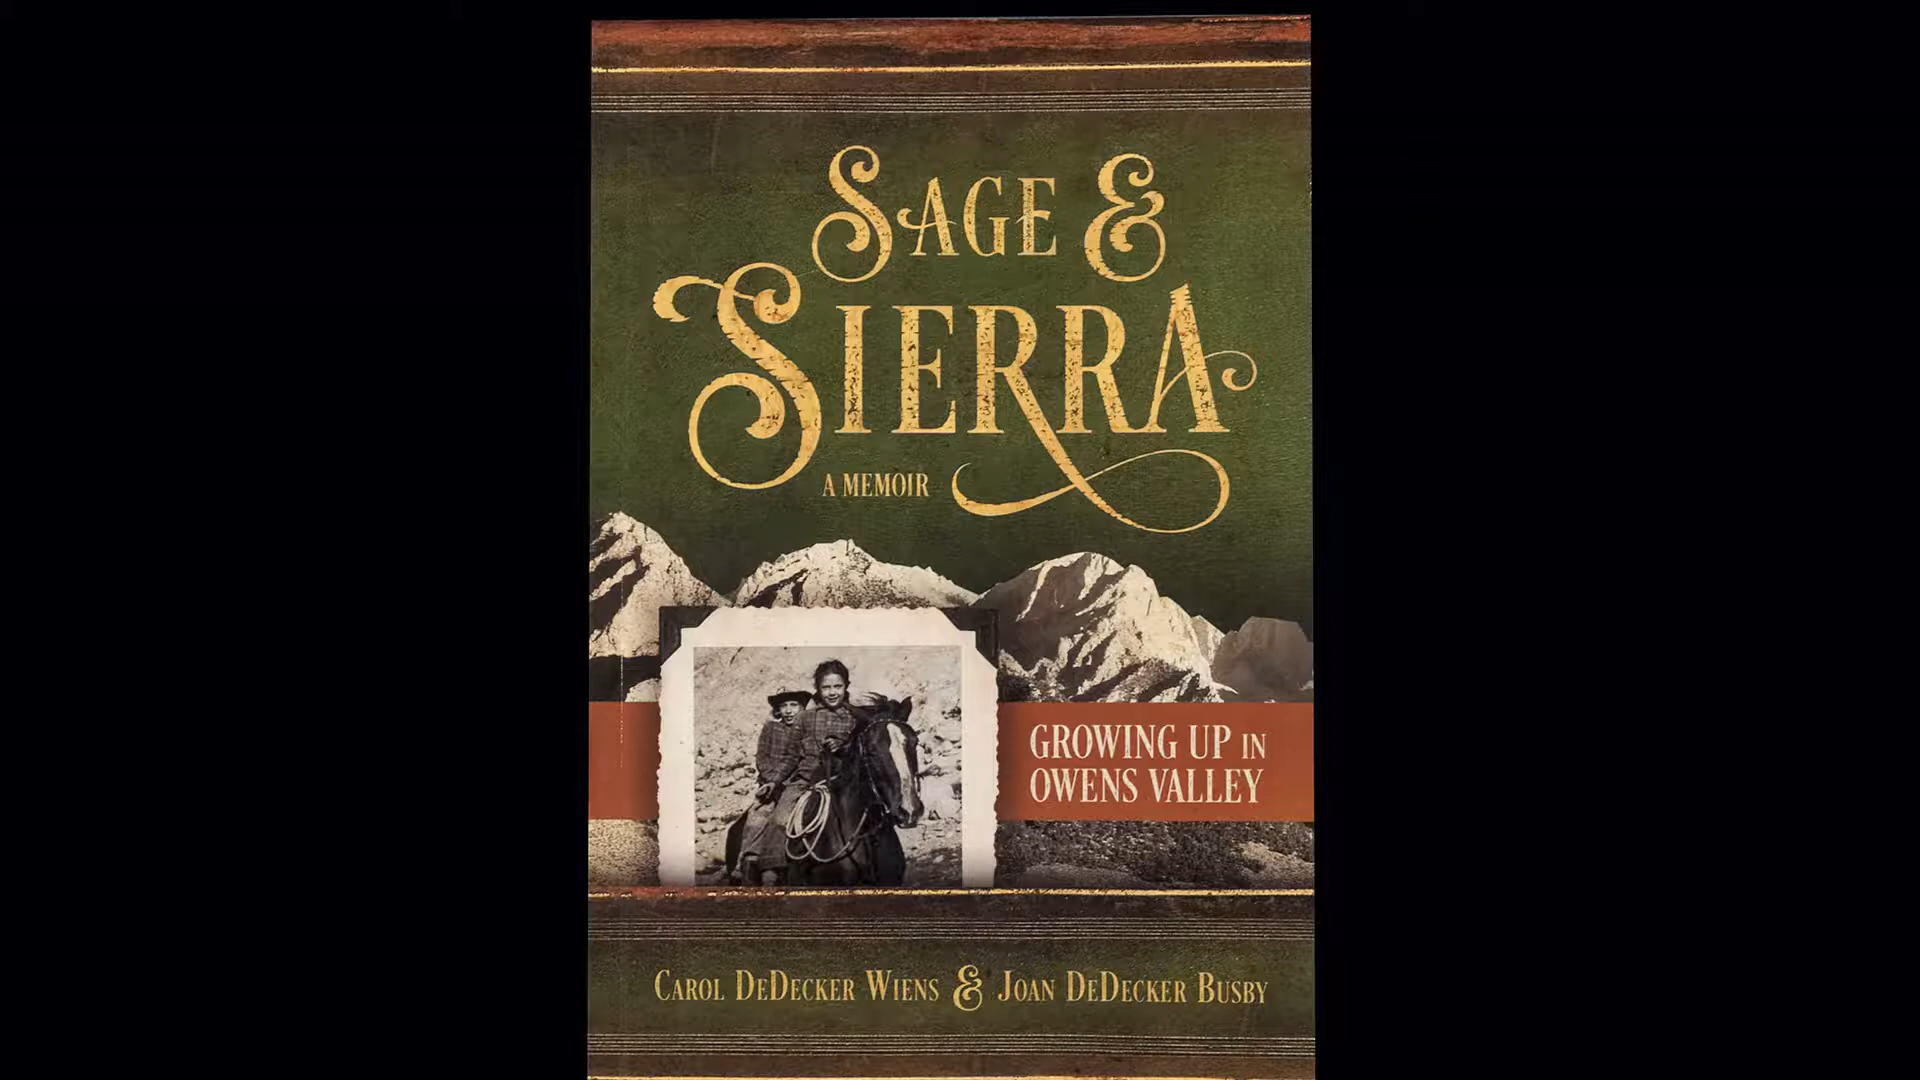 SAGE &
SIERRA
A MEMOIR
GROWING UP IN
OWENS VALLEY
CAROL DEDECKER WIENS & JOAN DEDECKER BUSBY